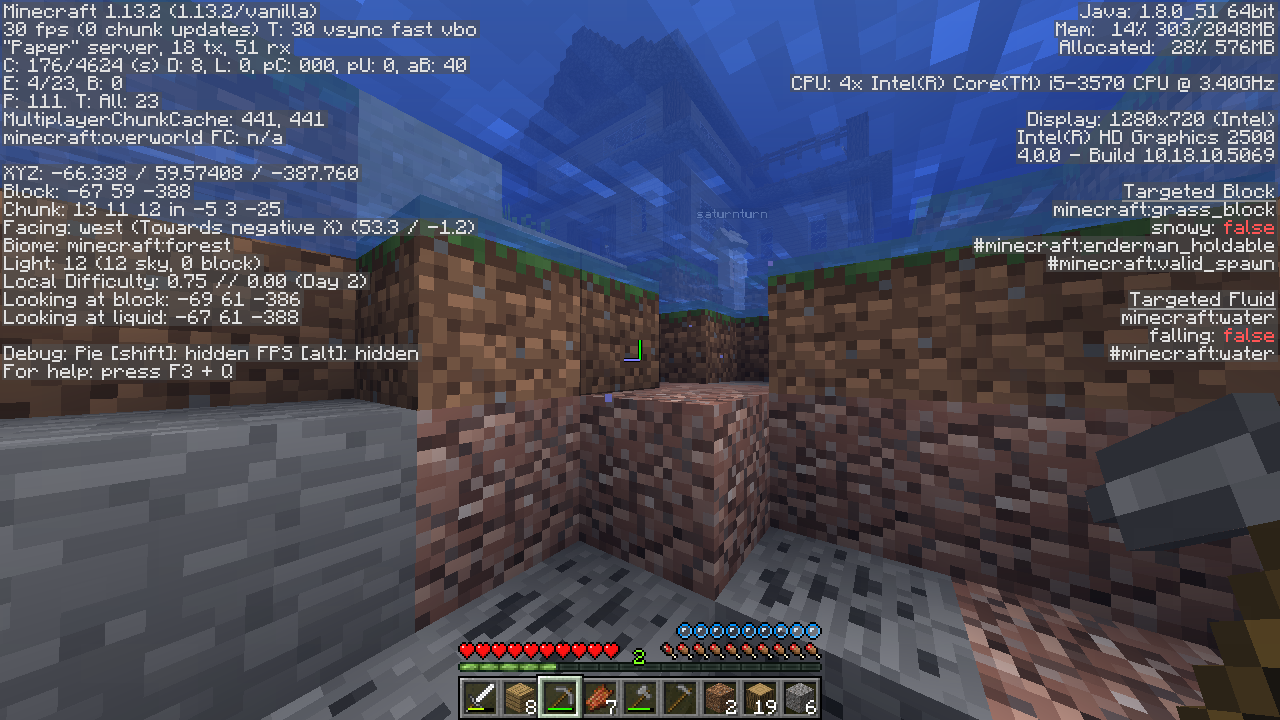 Minecraft 1.13.2 (1.13.2/vanilla)
30 fps (0 chunk updates) T: 30 vsync fast vbo
"Paper" server, 18 tx, 51 rx
C: 176/4624 (s) D: 8, L: 0, pC: 000, pU: 0, aB: 40
E: 4/23, B: 0
P: 111. T: All: 23
MultiplayerChunkCache: 441, 441
minecraft:overworld FC: n/a
XYZ: -66.338 / 59.57408 / -387.760
Block: -67 59 -388
Chunk: 13 11 12 in -5 3 -25
Facing: west (Towards negative X) (53.3 / -1.2)
Biome: minecraft:forest
Light: 12 (12 sky, 0 block)
Local Difficulty: 0.75 // 0.00 (Day 2)
Looking at block: -69 61 -386
Looking at liquid: -67 61 -388
Debug: Pie [shift]: hidden FPS [alt]: hidden
For help: press F3 + Q
Java: 1.8.0_51 64bit
Mem: 14% 303/2048MB
Allocated: 28% 576MB
CPU: 4x Intel(R) Core(TM) i5-3570 CPU @ 3.40GHz
Display: 1280x720 (Intel)
Intel(R) HD Graphics 2500
4.0.0 - Build 10.18.10.5069
Targeted Block
minecraft:grass_block
snowy: false
#minecraft:enderman_holdable
#minecraft:valid_spawn
Targeted Fluid
minecraft:water
falling: false
#minecraft:water
saturnturn
2
8 7 2 19 6